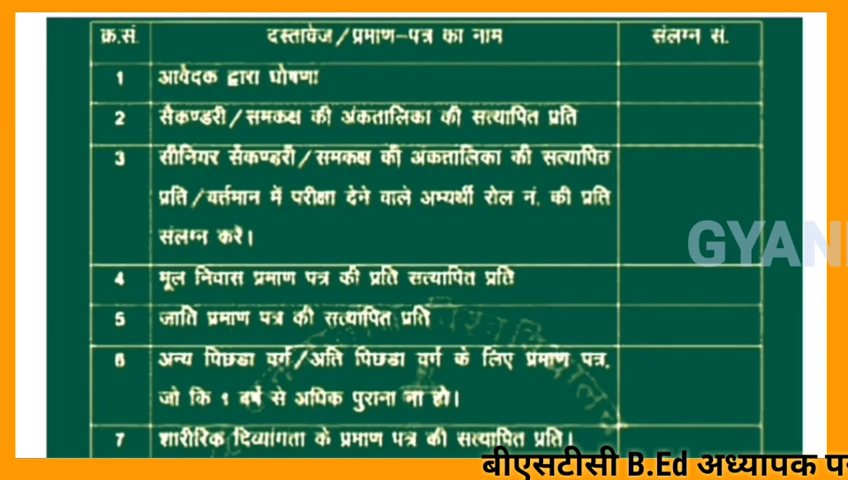 क्र.सं. दस्तावेज/प्रमाण–पत्र का नाम संलग्न सं.
1 आवेदक द्वारा घोषणा
2 सैकण्डरी/समकक्ष की अंकतालिका की सत्यापित प्रति
3 सीनियर सैकण्डरी/समकक्ष की अंकतालिका की सत्यापित
प्रति/वर्तमान में परीक्षा देने वाले अभ्यर्थी रोल नं. की प्रति
संलग्न करें।
GYAN
4 मूल निवास प्रमाण पत्र की प्रति सत्यापित प्रति
5 जाति प्रमाण पत्र की सत्यापित प्रति
6 अन्य पिछडा वर्ग/अति पिछडा वर्ग के लिए प्रमाण पत्र,
जो कि १ वर्ष से अधिक पुराना ना हो।
7 शारीरिक दिव्यांगता के प्रमाण पत्र की सत्यापित प्रति।
बीएसटीसी B.Ed अध्यापक